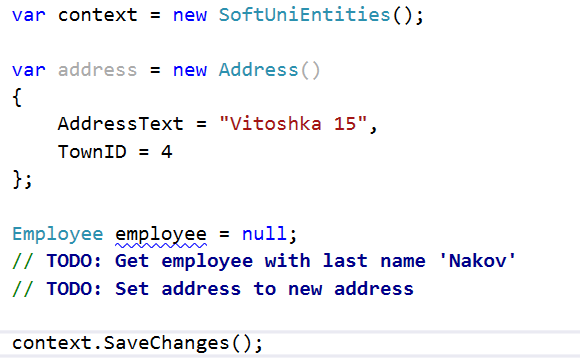 var context = new SoftUniEntities();
var address = new Address()
{
    AddressText = "Vitoshka 15",
    TownID = 4
};
Employee employee = null;
// TODO: Get employee with last name 'Nakov'
// TODO: Set address to new address
context.SaveChanges();